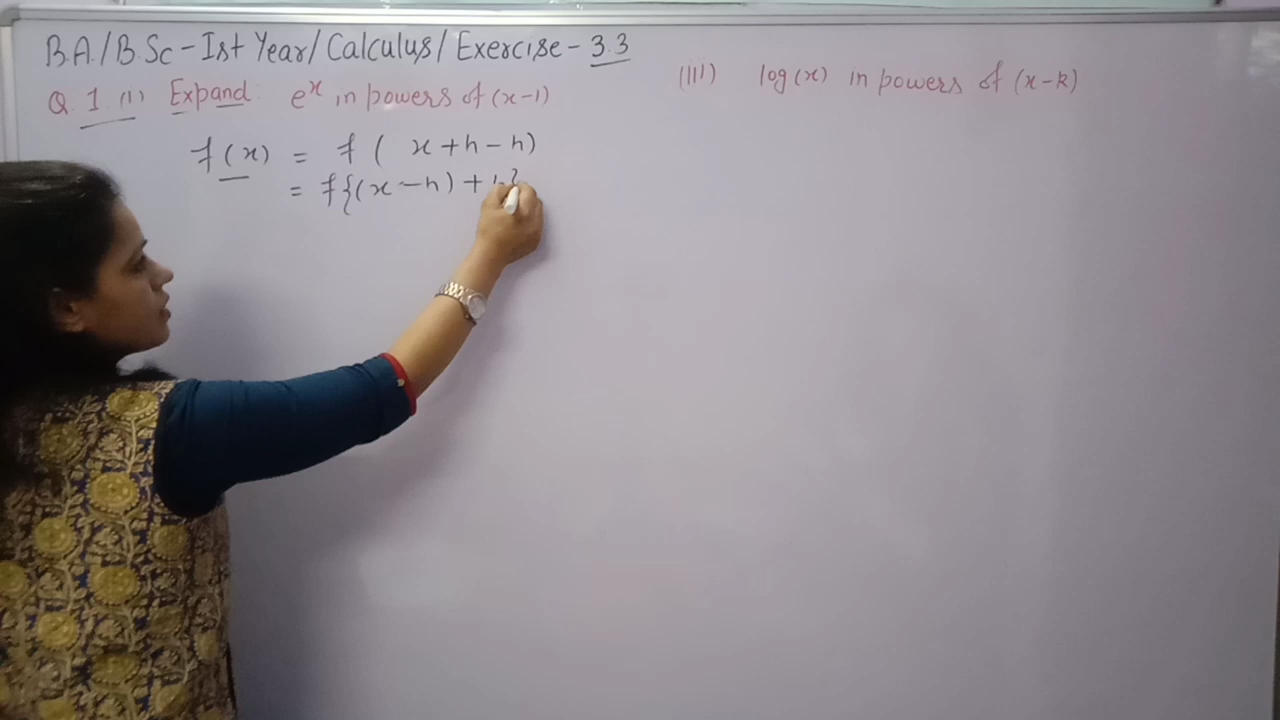 B.A./B.Sc-Ist Year/Calculus/Exercise-3.3
Q.1.(i) Expand: e^x in powers of (x-1)
f(x) = f(x+h-h)
= f{(x-h)+h}
(iii) log(x) in powers of (x-k)